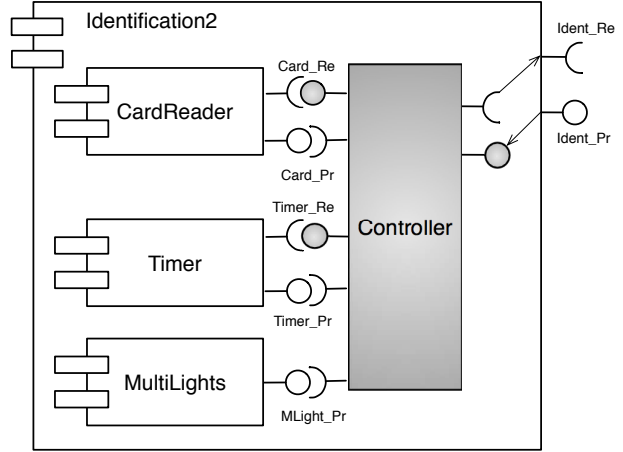 Identification2
Ident_Re
Card_Re
CardReader
Ident_Pr
Card_Pr
Timer_Re
Controller
Timer
Timer_Pr
MultiLights
MLight_Pr